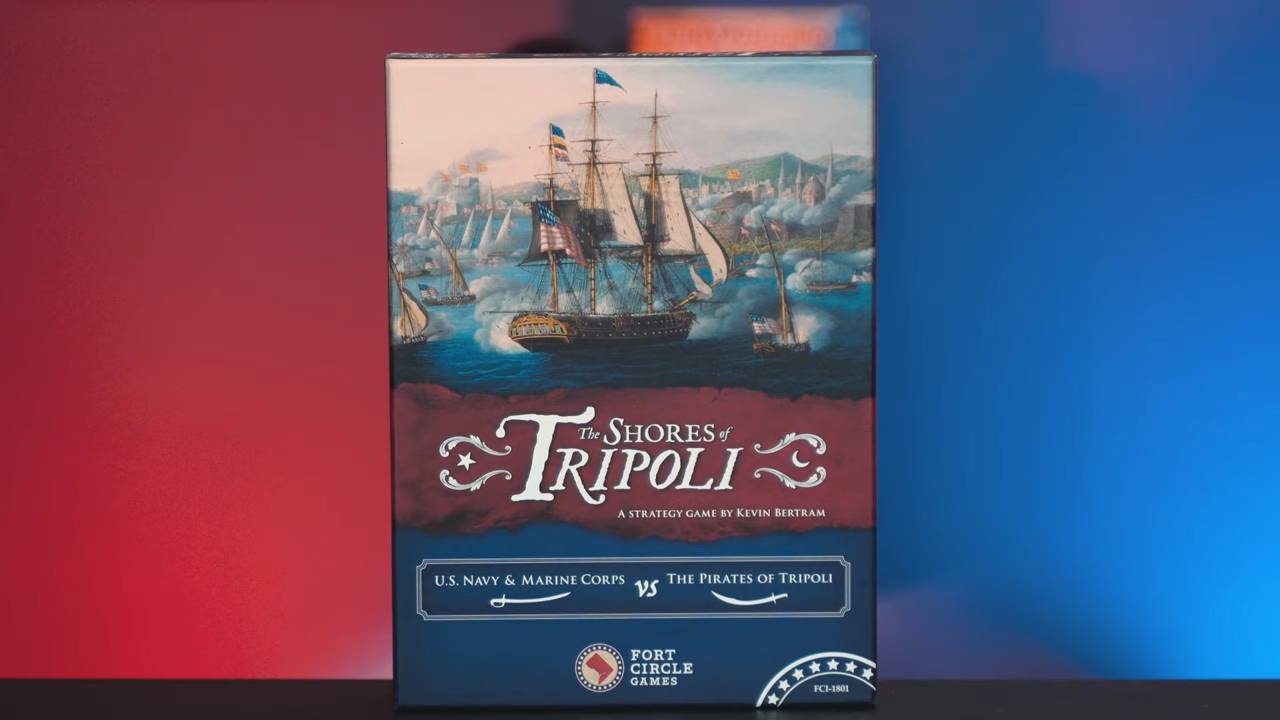 The SHORES of
TRIPOLI
A STRATEGY GAME BY KEVIN BERTRAM
U.S. NAVY & MARINE CORPS VS THE PIRATES OF TRIPOLI
FORT
CIRCLE
GAMES
FCI-1801